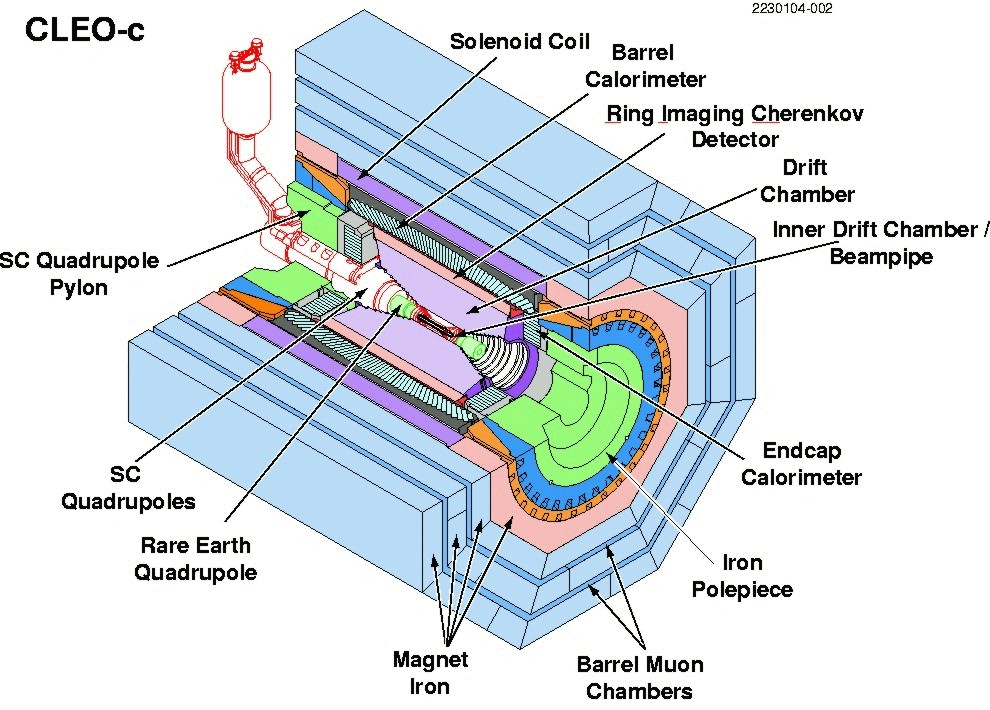 2230104-002
CLEO-c
Solenoid Coil
Barrel
Calorimeter
Ring Imaging Cherenkov
Detector
Drift
Chamber
Inner Drift Chamber /
Beampipe
SC Quadrupole
Pylon
SC
Quadrupoles
Rare Earth
Quadrupole
Magnet
Iron
Barrel Muon
Chambers
Iron
Polepiece
Endcap
Calorimeter